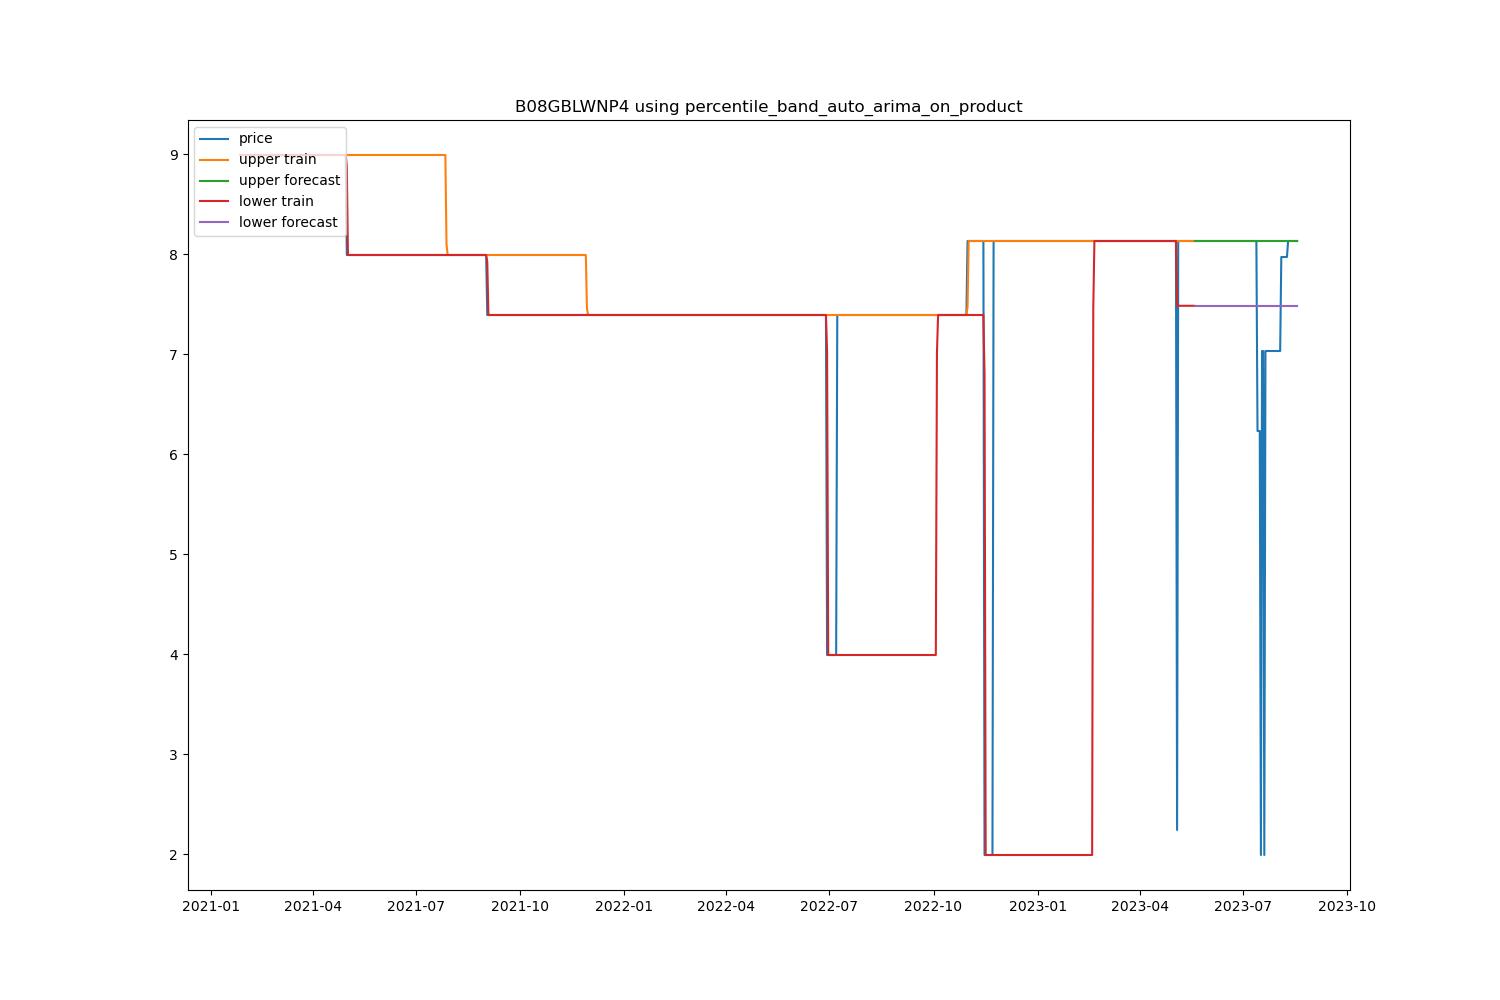 B08GBLWNP4 using percentile_band_auto_arima_on_product
price
upper train
upper forecast
lower train
lower forecast
9
8
7
6
5
4
3
2
2021-01 2021-04 2021-07 2021-10 2022-01 2022-04 2022-07 2022-10 2023-01 2023-04 2023-07 2023-10